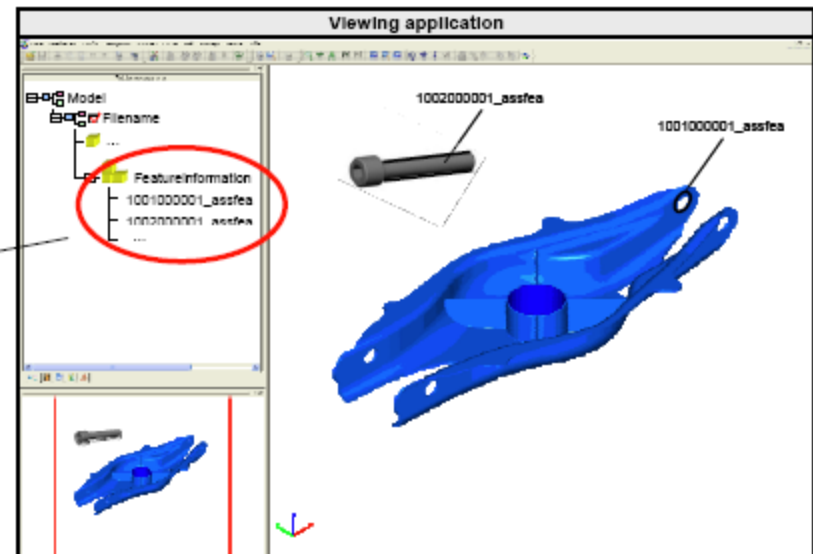 Viewing application
Model
Filename
...
FeatureInformation
1001000001_assfea
1002000001_assfea
...
1002000001_assfea
1001000001_assfea